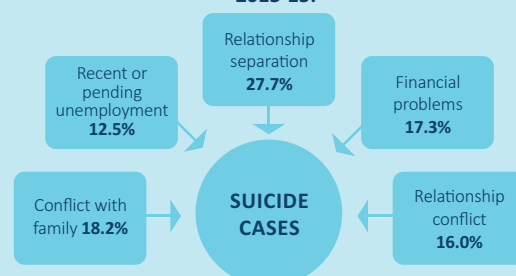 Relationship
separation
27.7%
Recent or
pending
unemployment
12.5%
Financial
problems
17.3%
Conflict with
family 18.2%
SUICIDE
CASES
Relationship
conflict
16.0%